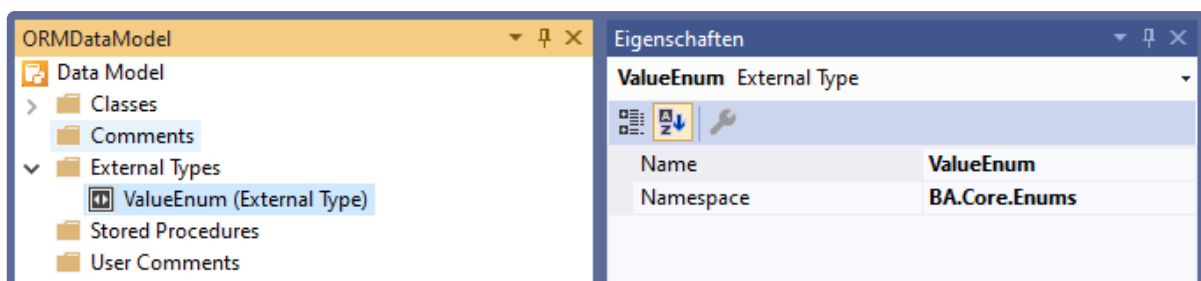 ORMDataModel
Data Model
Classes
Comments
External Types
ValueEnum (External Type)
Stored Procedures
User Comments
Eigenschaften
ValueEnum External Type
Name ValueEnum
Namespace BA.Core.Enums